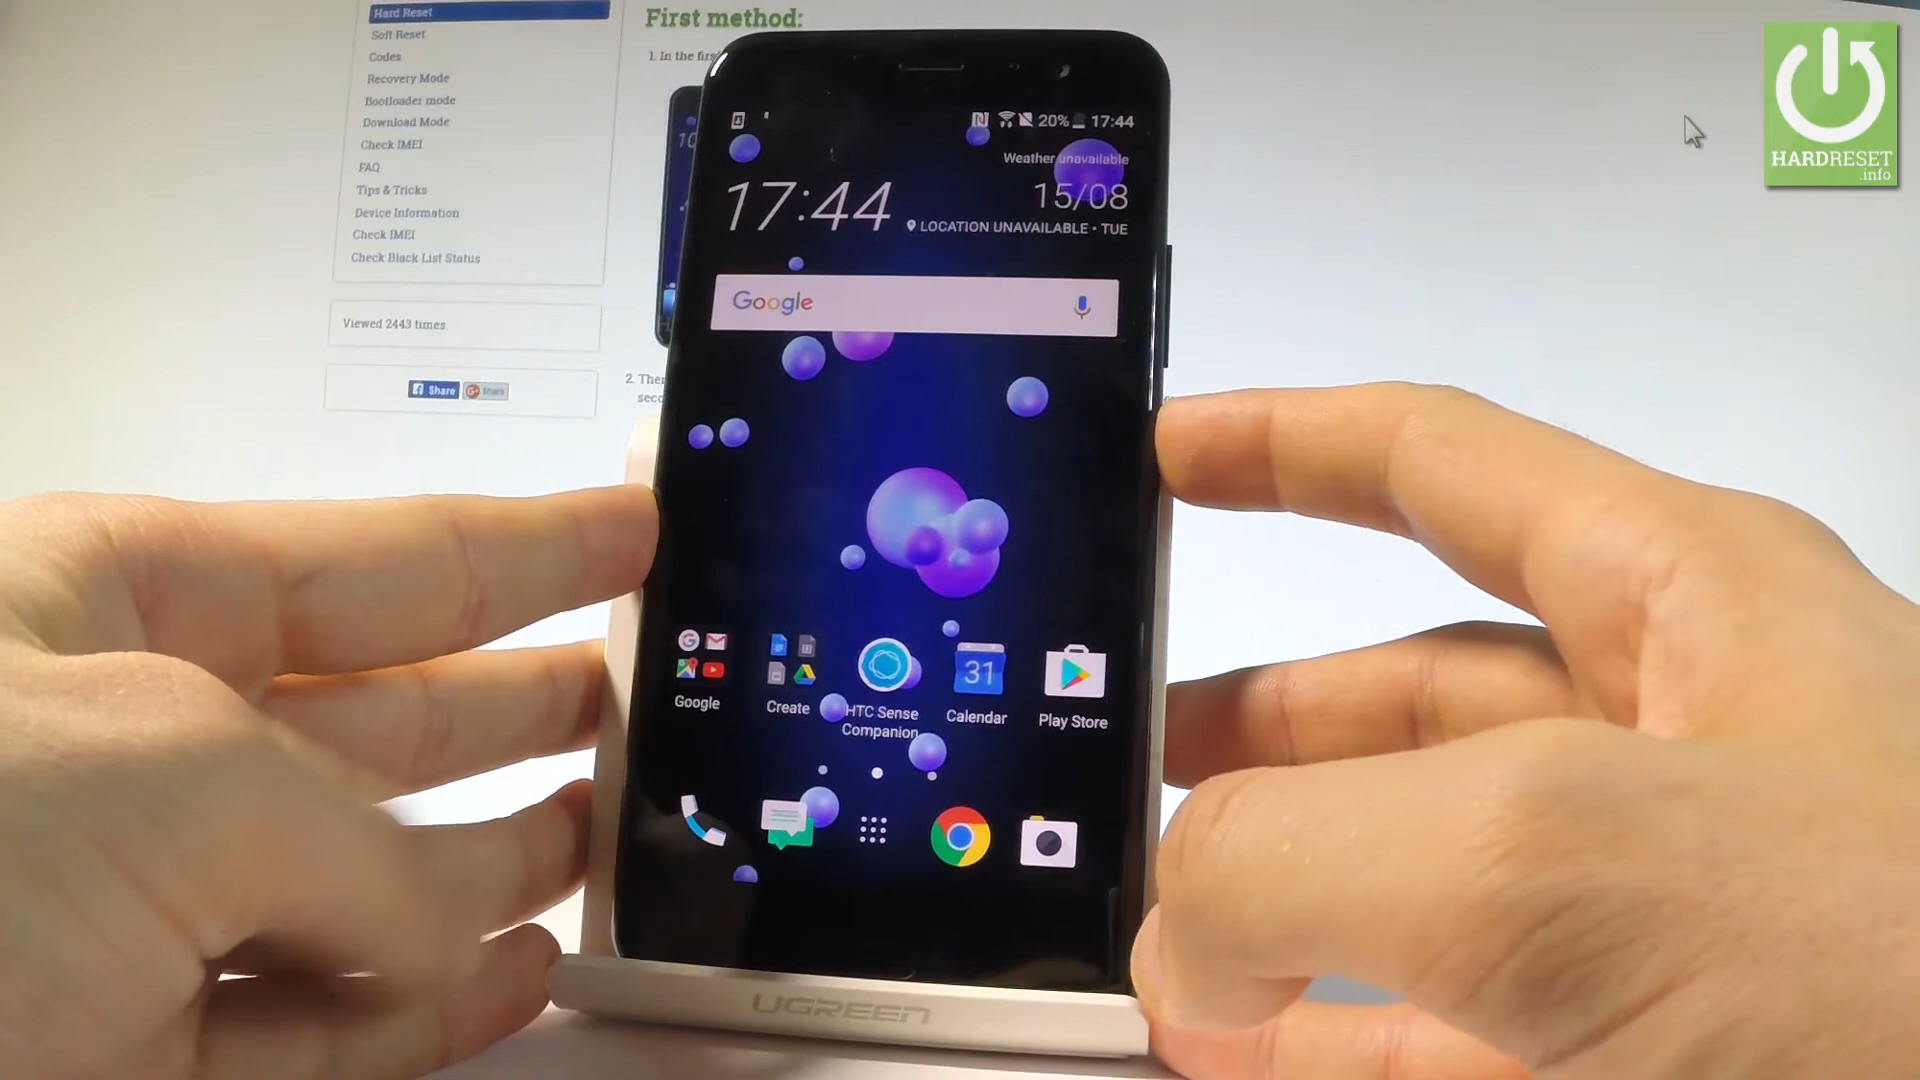 Hard Reset
Soft Reset
Codes
Recovery Mode
Bootloader mode
Download Mode
Check IMEI
FAQ
Tips & Tricks
Device Information
Check IMEI
Check Black List Status
Viewed 2443 times
Share
Share
First method:
1. In the firs
2. Then
seco
20% 17:44
Weather unavailable
17:44
15/08
LOCATION UNAVAILABLE • TUE
Google
31
Google
Create
HTC Sense
Companion
Calendar
Play Store
UGREEN
HARDRESET
.info